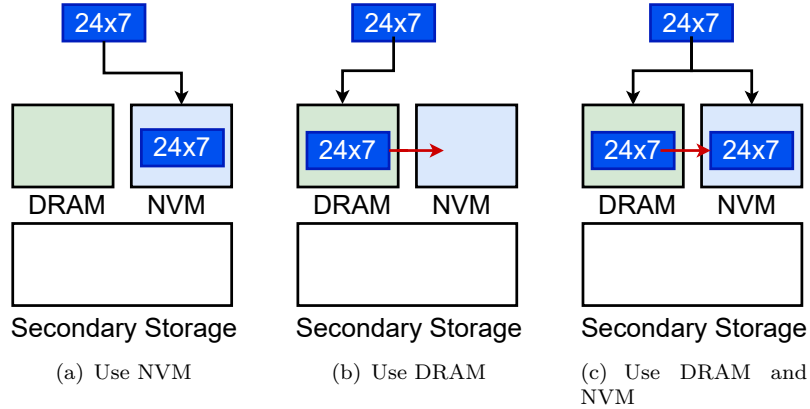 24x7 24x7 24x7
24x7 24x7 24x7 24x7
DRAM NVM DRAM NVM DRAM NVM
Secondary Storage Secondary Storage Secondary Storage
(a) Use NVM (b) Use DRAM (c) Use DRAM and
NVM